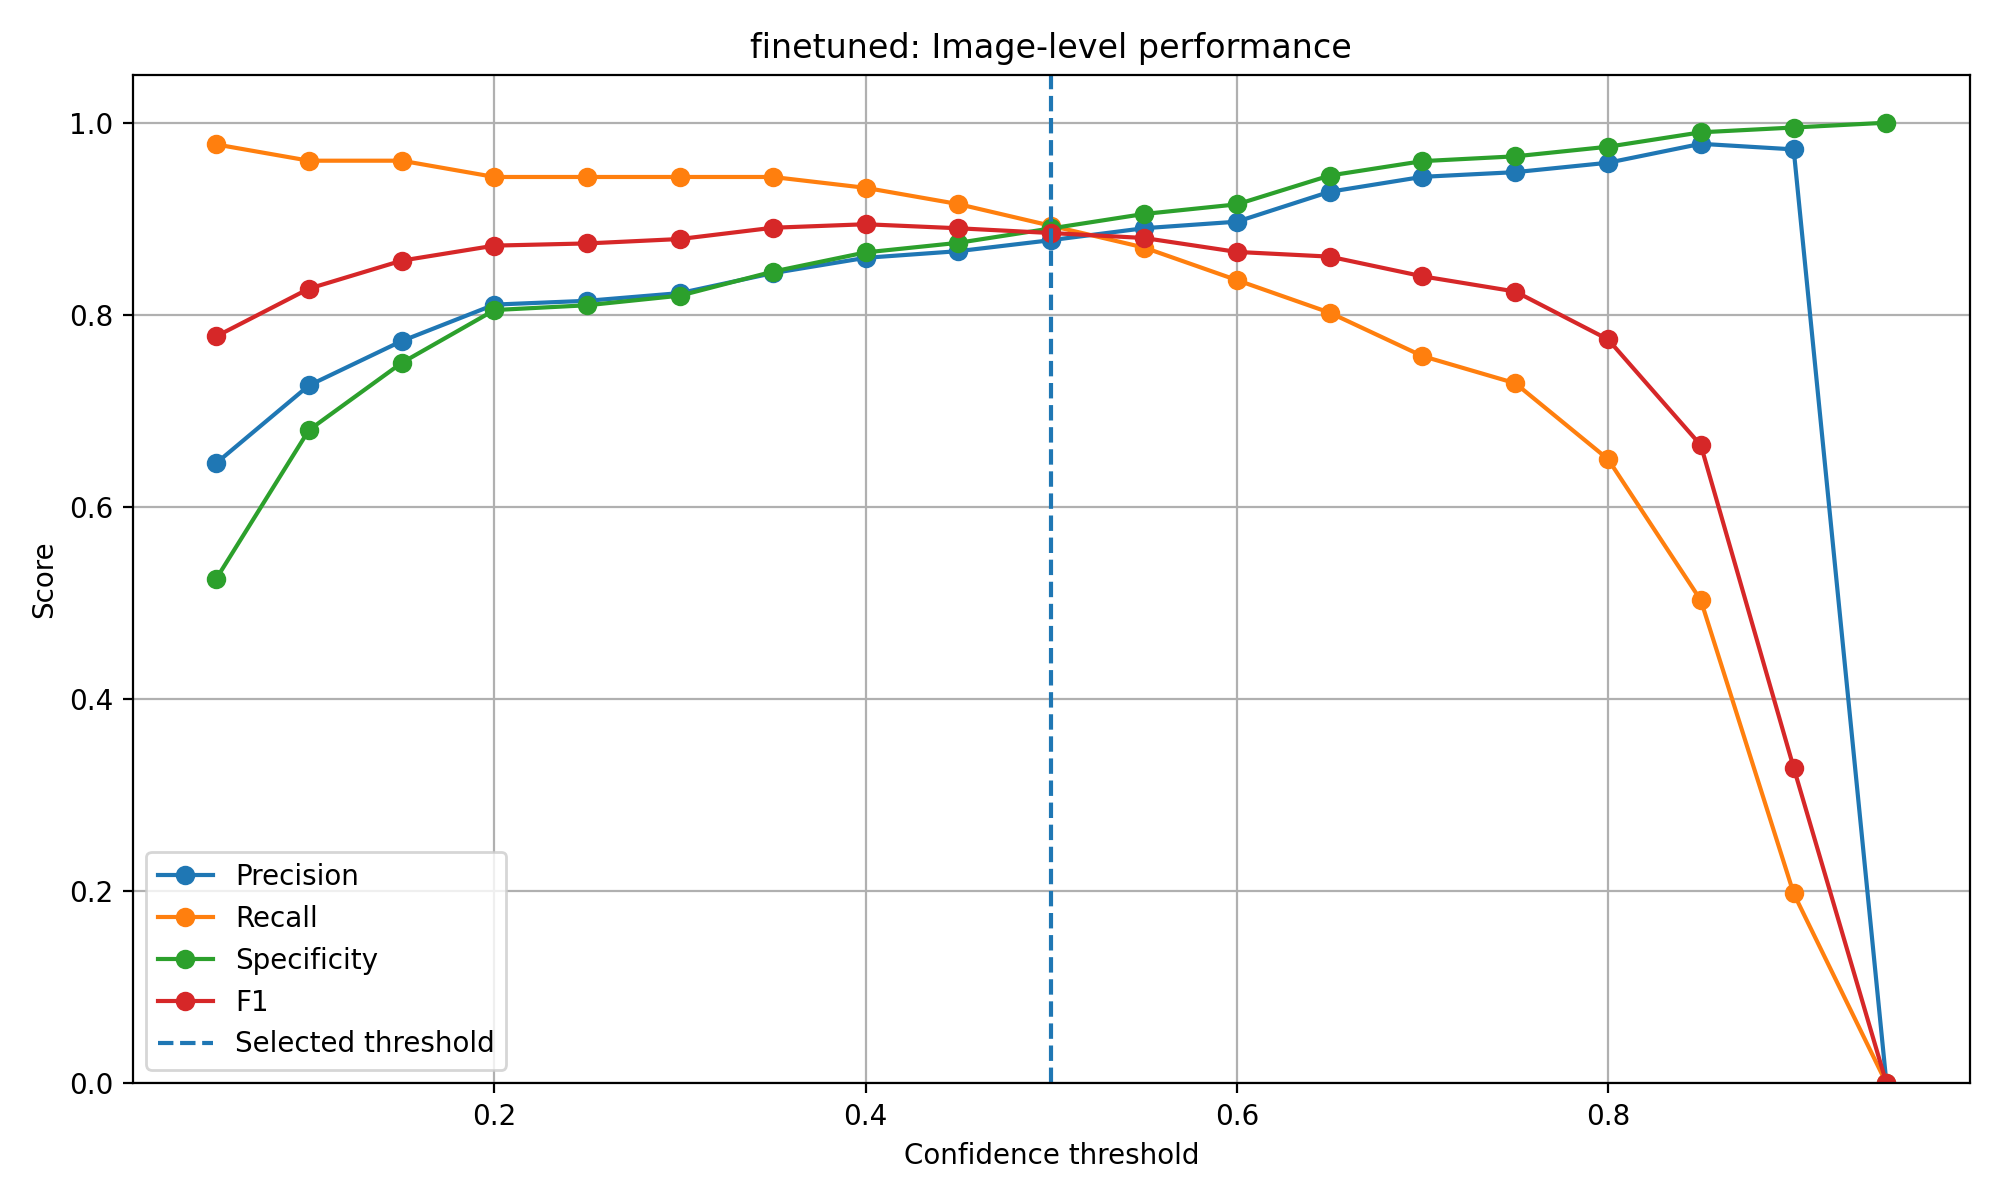 finetuned: Image-level performance
1.0
0.8
0.6
0.4
0.2
0.0
Score
Precision
Recall
Specificity
F1
Selected threshold
0.2
0.4
0.6
0.8
Confidence threshold